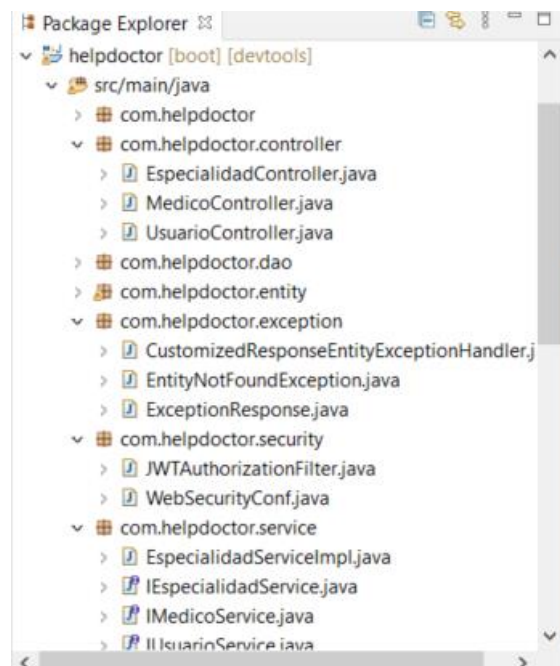 Package Explorer
helpdoctor [boot] [devtools]
src/main/java
com.helpdoctor
com.helpdoctor.controller
EspecialidadController.java
MedicoController.java
UsuarioController.java
com.helpdoctor.dao
com.helpdoctor.entity
com.helpdoctor.exception
CustomizedResponseEntityExceptionHandler.j
EntityNotFoundException.java
ExceptionResponse.java
com.helpdoctor.security
JWTAuthorizationFilter.java
WebSecurityConf.java
com.helpdoctor.service
EspecialidadServiceImpl.java
IEspecialidadService.java
IMedicoService.java
IUsuarioService.java